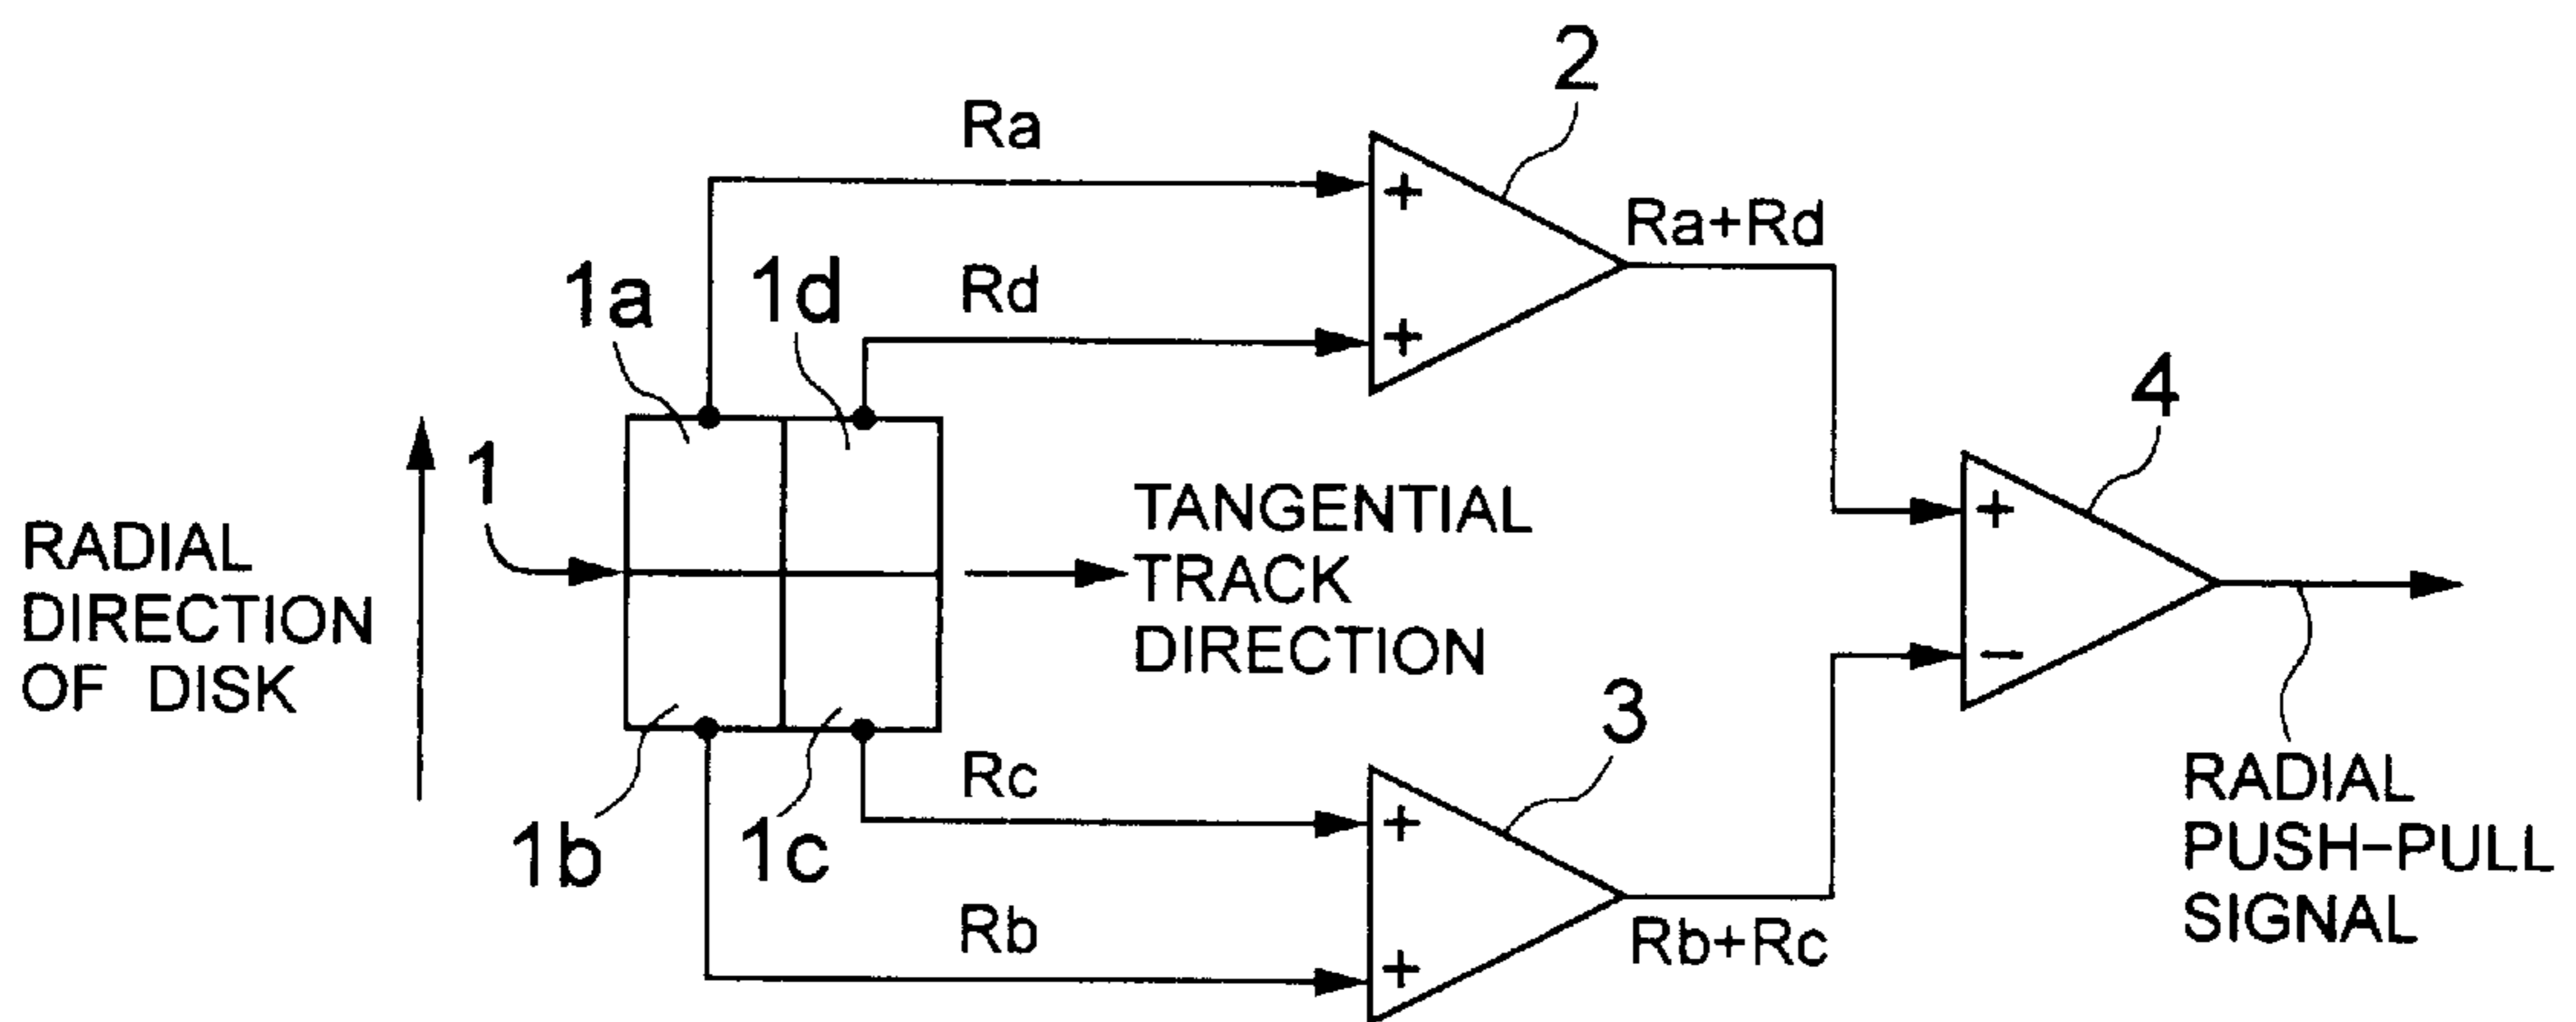 2
Ra
+
Ra+Rd
1a
1d
Rd
+
4
1
+
TANGENTIAL
TRACK
DIRECTION
RADIAL
DIRECTION
OF DISK
−
3
1b
1c
Rc
+
RADIAL
PUSH-PULL
SIGNAL
Rb
+
Rb+Rc